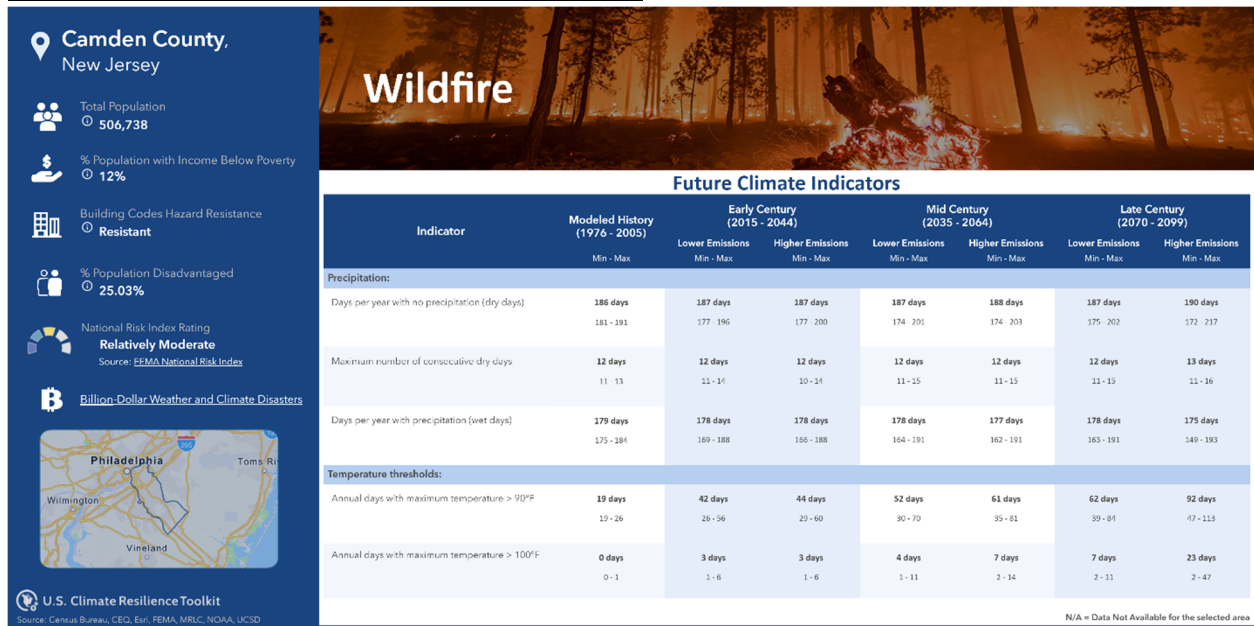 Camden County,
New Jersey
Total Population
506,738
% Population with Income Below Poverty
12%
Building Codes Hazard Resistance
Resistant
% Population Disadvantaged
25.03%
National Risk Index Rating
Relatively Moderate
Source: FEMA National Risk Index
Billion-Dollar Weather and Climate Disasters
295
Philadelphia
Toms Ri
Wilmington
Vineland
U.S. Climate Resilience Toolkit
Source: Census Bureau, CEQ, Esri, FEMA, MRLC, NOAA, UCSD
Wildfire
Future Climate Indicators
Indicator
Modeled History
(1976 - 2005)
Min - Max
Early Century
(2015 - 2044)
Mid Century
(2035 - 2064)
Late Century
(2070 - 2099)
Lower Emissions Higher Emissions Lower Emissions Higher Emissions Lower Emissions Higher Emissions
Min - Max Min - Max Min - Max Min - Max Min - Max Min - Max
Precipitation:
Days per year with no precipitation (dry days) 186 days 187 days 187 days 187 days 188 days 187 days 190 days
181 - 191 177 - 196 177 - 200 174 - 201 174 - 203 175 - 202 172 - 217
Maximum number of consecutive dry days 12 days 12 days 12 days 12 days 12 days 12 days 13 days
11 - 13 11 - 14 10 - 14 11 - 15 11 - 15 11 - 15 11 - 16
Days per year with precipitation (wet days) 179 days 178 days 178 days 178 days 177 days 178 days 175 days
175 - 184 169 - 188 166 - 188 164 - 191 162 - 191 163 - 191 149 - 193
Temperature thresholds:
Annual days with maximum temperature > 90°F 19 days 42 days 44 days 52 days 61 days 62 days 92 days
19 - 26 26 - 56 29 - 60 30 - 70 35 - 81 39 - 84 47 - 113
Annual days with maximum temperature > 100°F 0 days 3 days 3 days 4 days 7 days 7 days 23 days
0 - 1 1 - 6 1 - 6 1 - 11 2 - 14 2 - 11 2 - 47
N/A = Data Not Available for the selected area